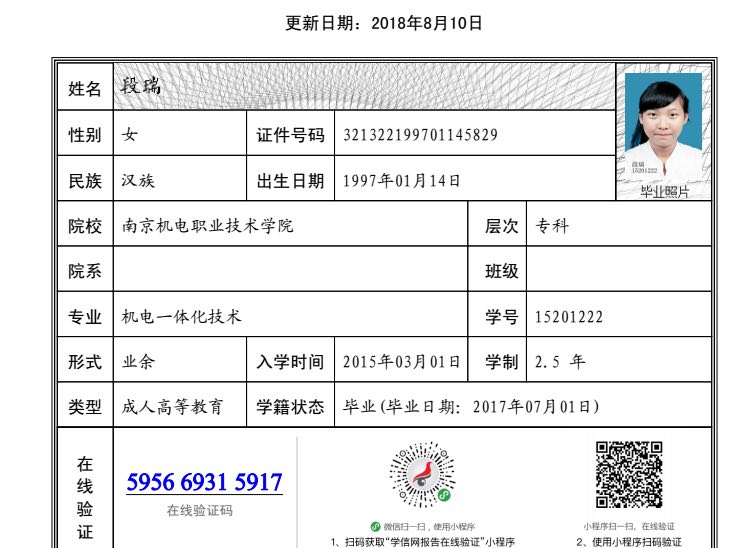 更新日期：2018年8月10日
姓名 段瑞
性别 女 证件号码 321322199701145829
民族 汉族 出生日期 1997年01月14日
段瑞
15201222
毕业照片
院校 南京机电职业技术学院 层次 专科
院系 班级
专业 机电一体化技术 学号 15201222
形式 业余 入学时间 2015年03月01日 学制 2.5 年
类型 成人高等教育 学籍状态 毕业(毕业日期: 2017年07月01日)
在线验证
5956 6931 5917
在线验证码
微信扫一扫，使用小程序
1、扫码获取"学信网报告在线验证"小程序
小程序扫一扫，在线验证
2、使用小程序扫码验证